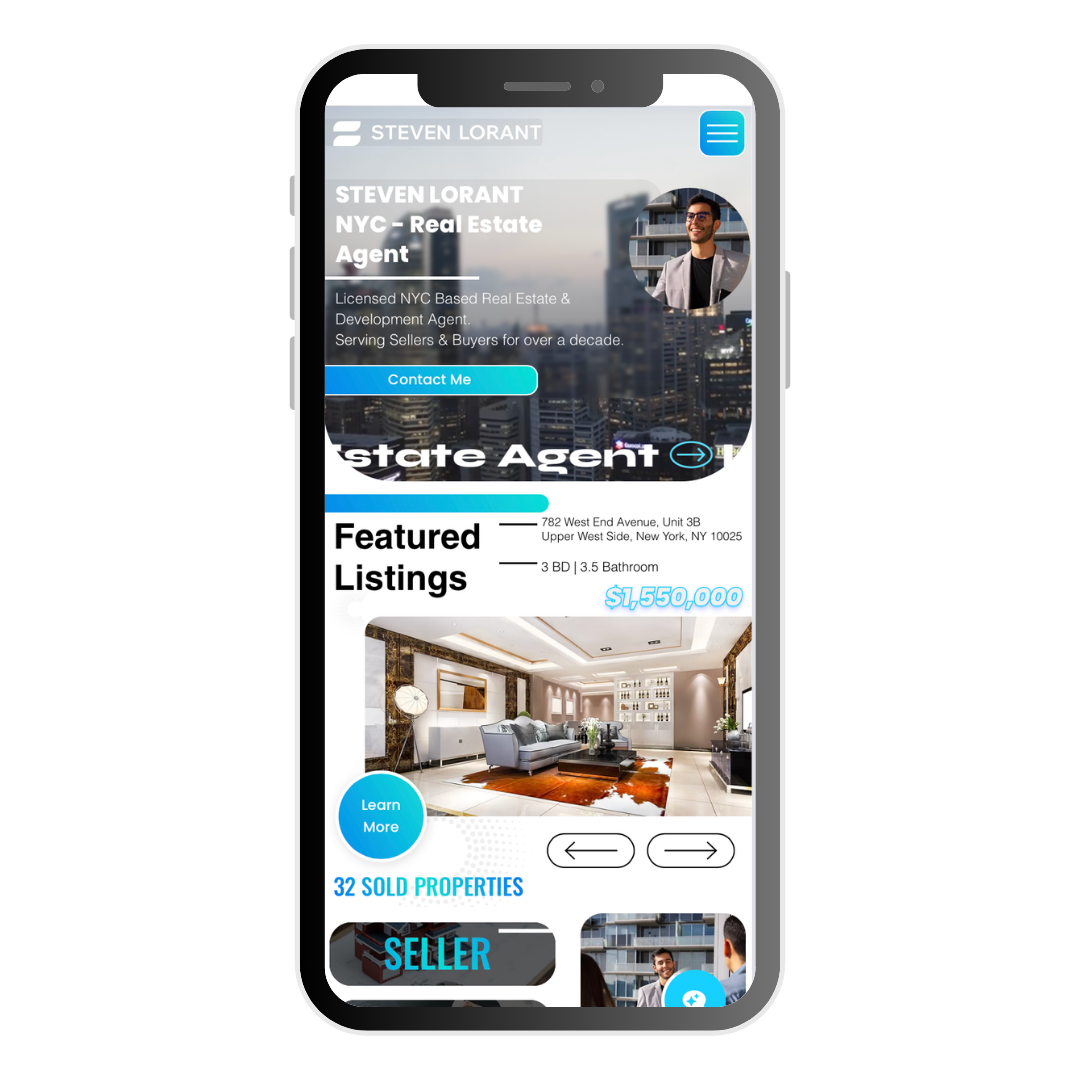 STEVEN LORANT
STEVEN LORANT
NYC - Real Estate
Agent
Licensed NYC Based Real Estate &
Development Agent.
Serving Sellers & Buyers for over a decade.
Contact Me
Estate Agent
Featured
Listings
782 West End Avenue, Unit 3B
Upper West Side, New York, NY 10025
3 BD | 3.5 Bathroom
$1,550,000
Learn
More
32 SOLD PROPERTIES
SELLER